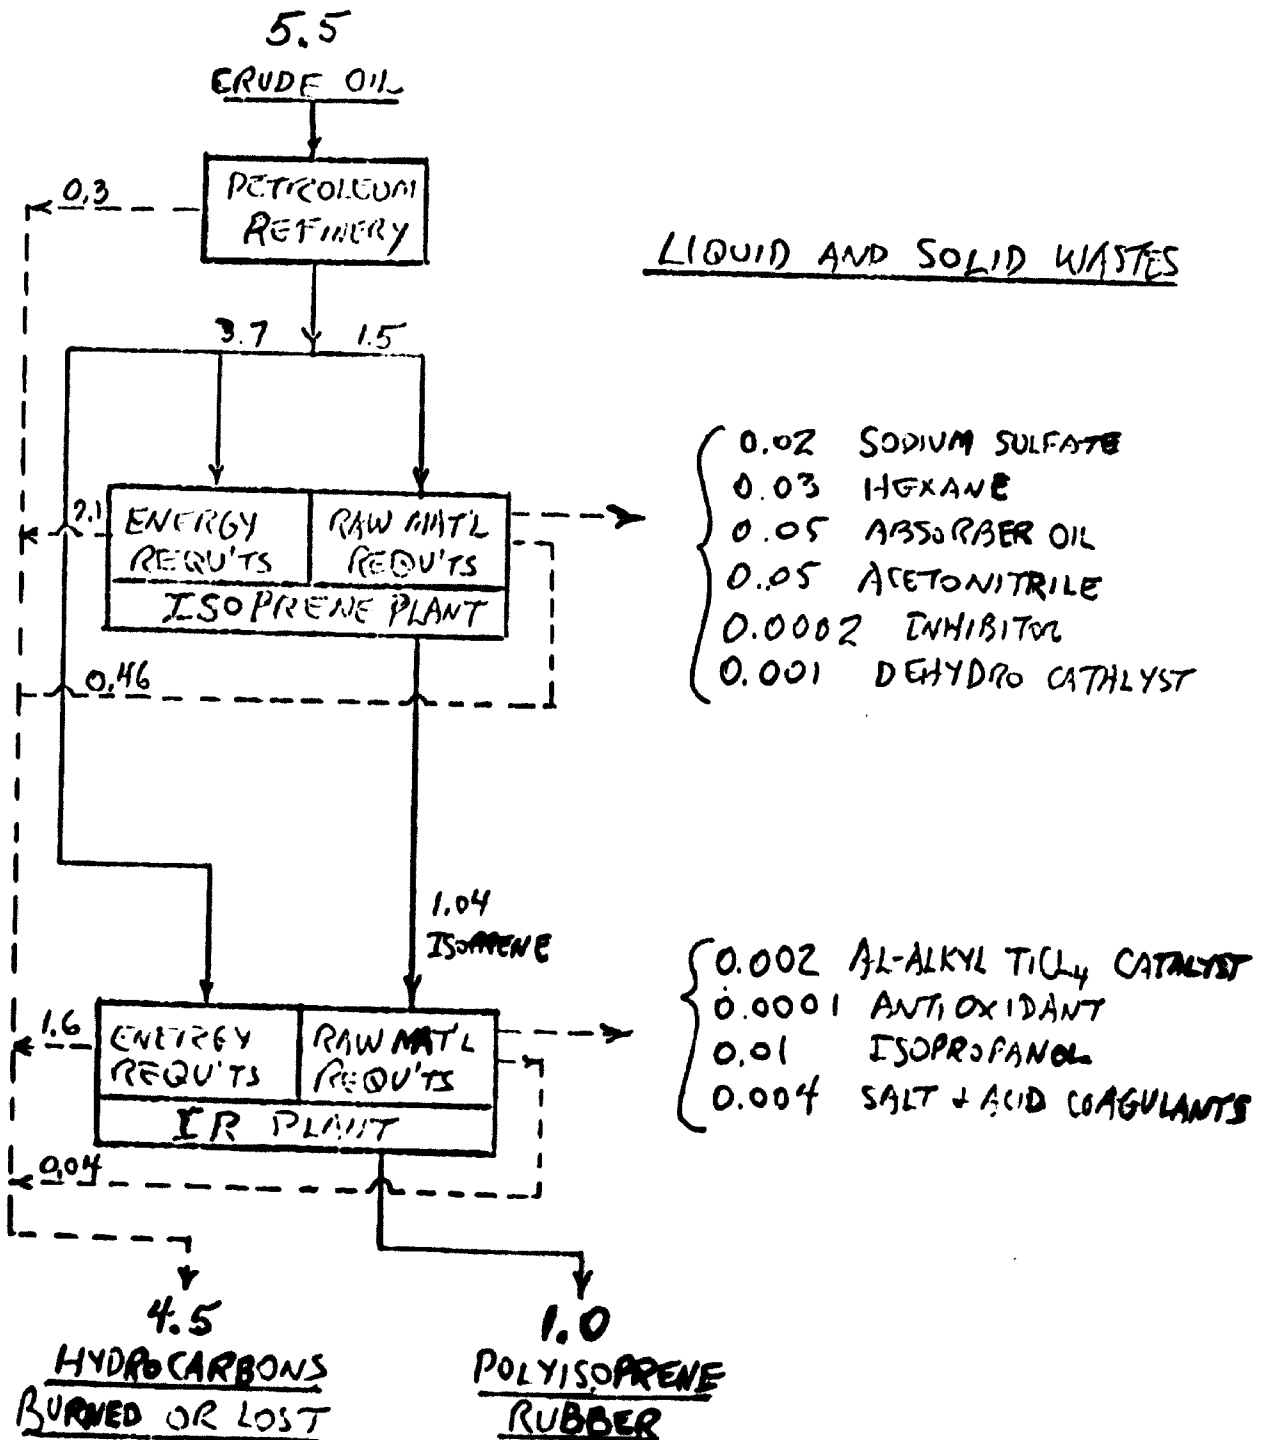 5.5
CRUDE OIL
PETROLEUM
REFINERY
0.3
LIQUID AND SOLID WASTES
3.7
1.5
2.1
ENERGY
REQU'TS
RAW MAT'L
REQU'TS
ISOPRENE PLANT
0.46
0.02 SODIUM SULFATE
0.03 HEXANE
0.05 ABSORBER OIL
0.05 ACETONITRILE
0.0002 INHIBITOR
0.001 DEHYDRO CATALYST
1.04
ISOPRENE
1.6
ENERGY
REQU'TS
RAW MAT'L
REQU'TS
IR PLANT
0.04
0.002 AL-ALKYL TiCL4 CATALYST
0.0001 ANTIOXIDANT
0.01 ISOPROPANOL
0.004 SALT & ACID COAGULANTS
4.5
HYDROCARBONS
BURNED OR LOST
1.0
POLYISOPRENE
RUBBER